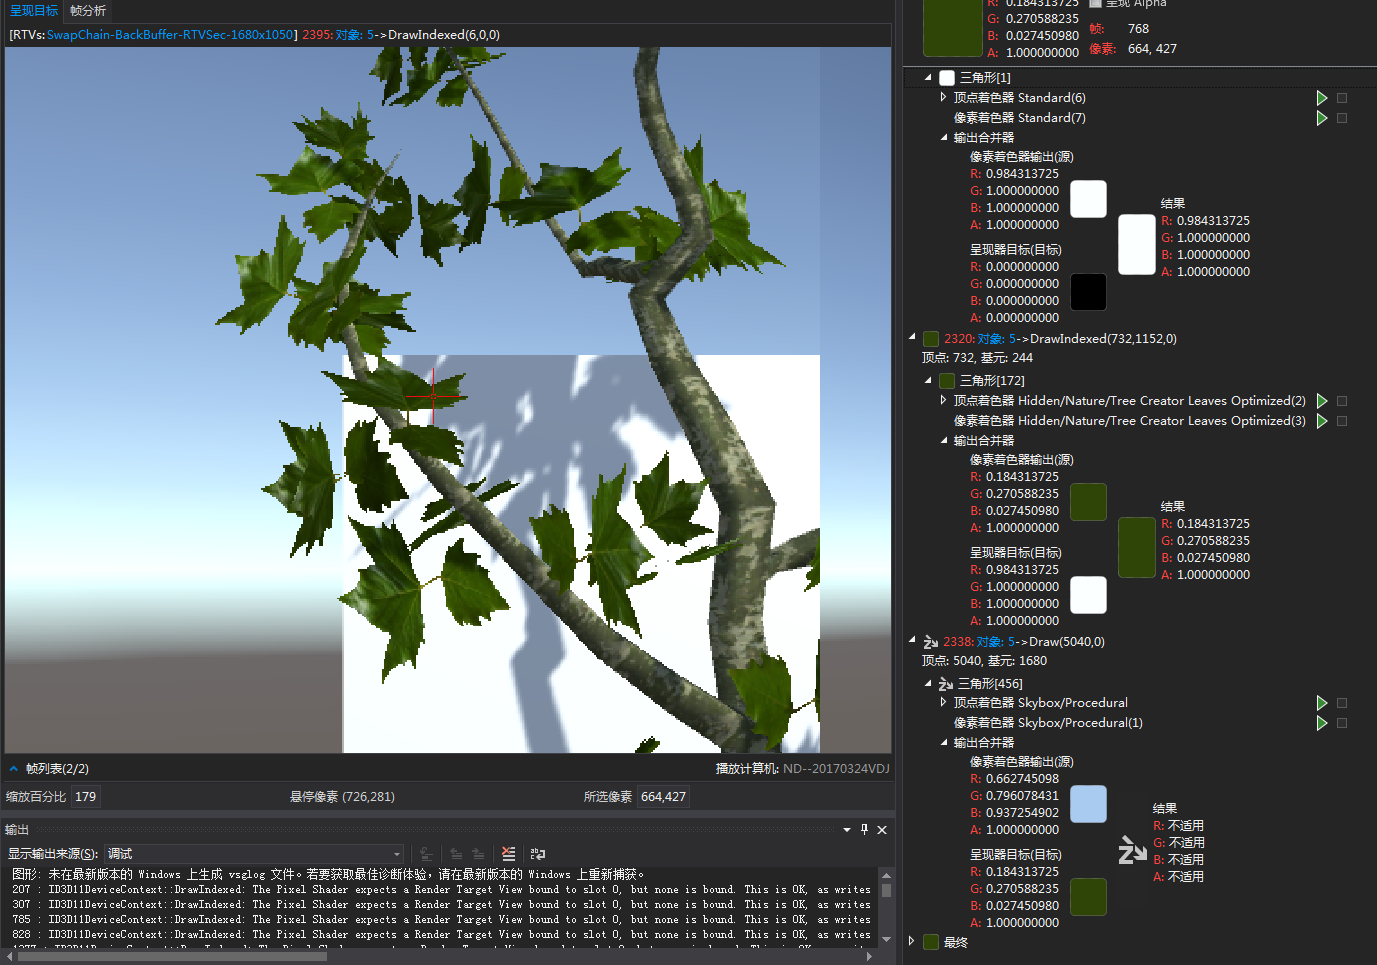 呈现目标 帧分析
[RTVs:SwapChain-BackBuffer-RTVSec-1680x1050] 2395: 对象: 5->DrawIndexed(6,0,0)
帧列表(2/2)
播放计算机: ND--20170324VDJ
缩放百分比 179
悬停像素 (726,281)
所选像素 664,427
输出
显示输出来源(S): 调试
图形: 未在最新版本的 Windows 上生成 vsglog 文件。若要获取最佳诊断体验，请在最新版本的 Windows 上重新捕获。
207 : ID3D11DeviceContext::DrawIndexed: The Pixel Shader expects a Render Target View bound to slot 0, but none is bound. This is OK, as writes
307 : ID3D11DeviceContext::DrawIndexed: The Pixel Shader expects a Render Target View bound to slot 0, but none is bound. This is OK, as writes
785 : ID3D11DeviceContext::DrawIndexed: The Pixel Shader expects a Render Target View bound to slot 0, but none is bound. This is OK, as writes
828 : ID3D11DeviceContext::DrawIndexed: The Pixel Shader expects a Render Target View bound to slot 0, but none is bound. This is OK, as writes
R: 0.184313725
呈现 Alpha
G: 0.270588235
B: 0.027450980
A: 1.000000000
帧: 768
像素: 664, 427
三角形[1]
顶点着色器 Standard(6)
像素着色器 Standard(7)
输出合并器
像素着色器输出(源)
R: 0.984313725
G: 1.000000000
B: 1.000000000
A: 1.000000000
呈现器目标(目标)
R: 0.000000000
G: 0.000000000
B: 0.000000000
A: 0.000000000
结果
R: 0.984313725
G: 1.000000000
B: 1.000000000
A: 1.000000000
2320: 对象: 5->DrawIndexed(732,1152,0)
顶点: 732, 基元: 244
三角形[172]
顶点着色器 Hidden/Nature/Tree Creator Leaves Optimized(2)
像素着色器 Hidden/Nature/Tree Creator Leaves Optimized(3)
输出合并器
像素着色器输出(源)
R: 0.184313725
G: 0.270588235
B: 0.027450980
A: 1.000000000
呈现器目标(目标)
R: 0.984313725
G: 1.000000000
B: 1.000000000
A: 1.000000000
结果
R: 0.184313725
G: 0.270588235
B: 0.027450980
A: 1.000000000
2338: 对象: 5->Draw(5040,0)
顶点: 5040, 基元: 1680
三角形[456]
顶点着色器 Skybox/Procedural
像素着色器 Skybox/Procedural(1)
输出合并器
像素着色器输出(源)
R: 0.662745098
G: 0.796078431
B: 0.937254902
A: 1.000000000
呈现器目标(目标)
R: 0.184313725
G: 0.270588235
B: 0.027450980
A: 1.000000000
结果
R: 不适用
G: 不适用
B: 不适用
A: 不适用
最终